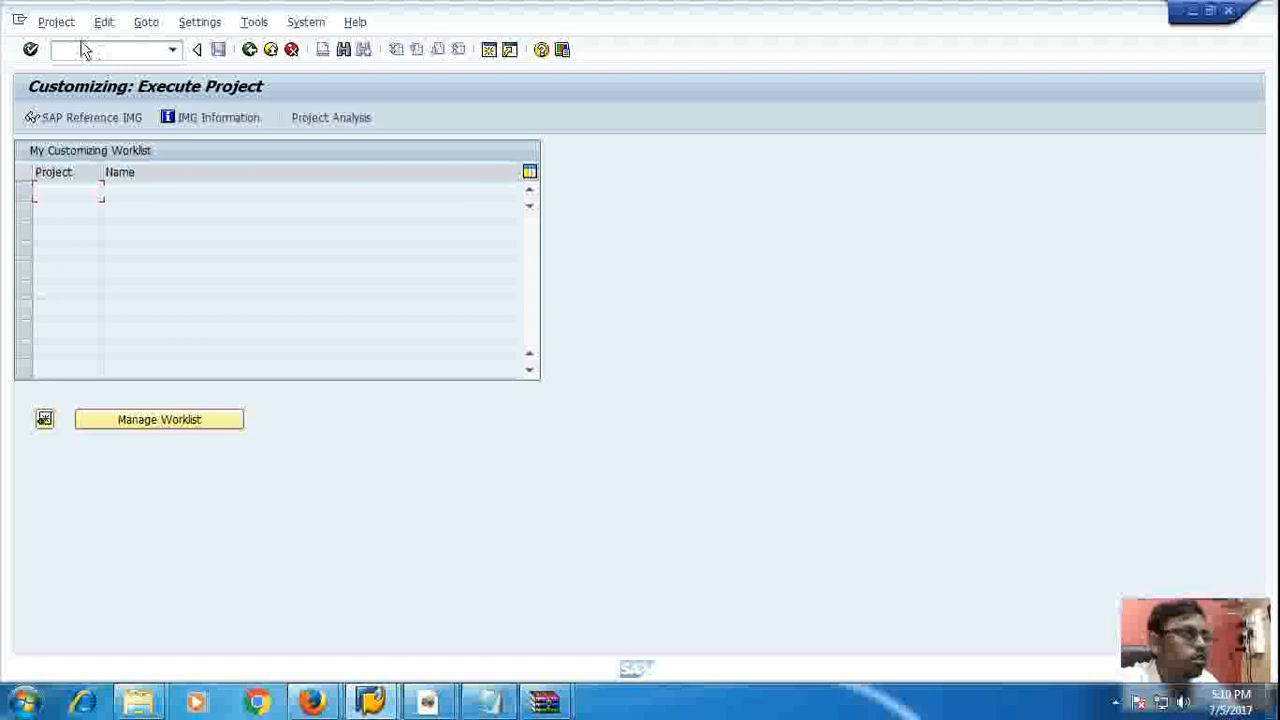 Project Edit Goto Settings Tools System Help
Customizing: Execute Project
SAP Reference IMG IMG Information Project Analysis
My Customizing Worklist
Project Name
Manage Worklist
SAP
5:10 PM
7/5/2017